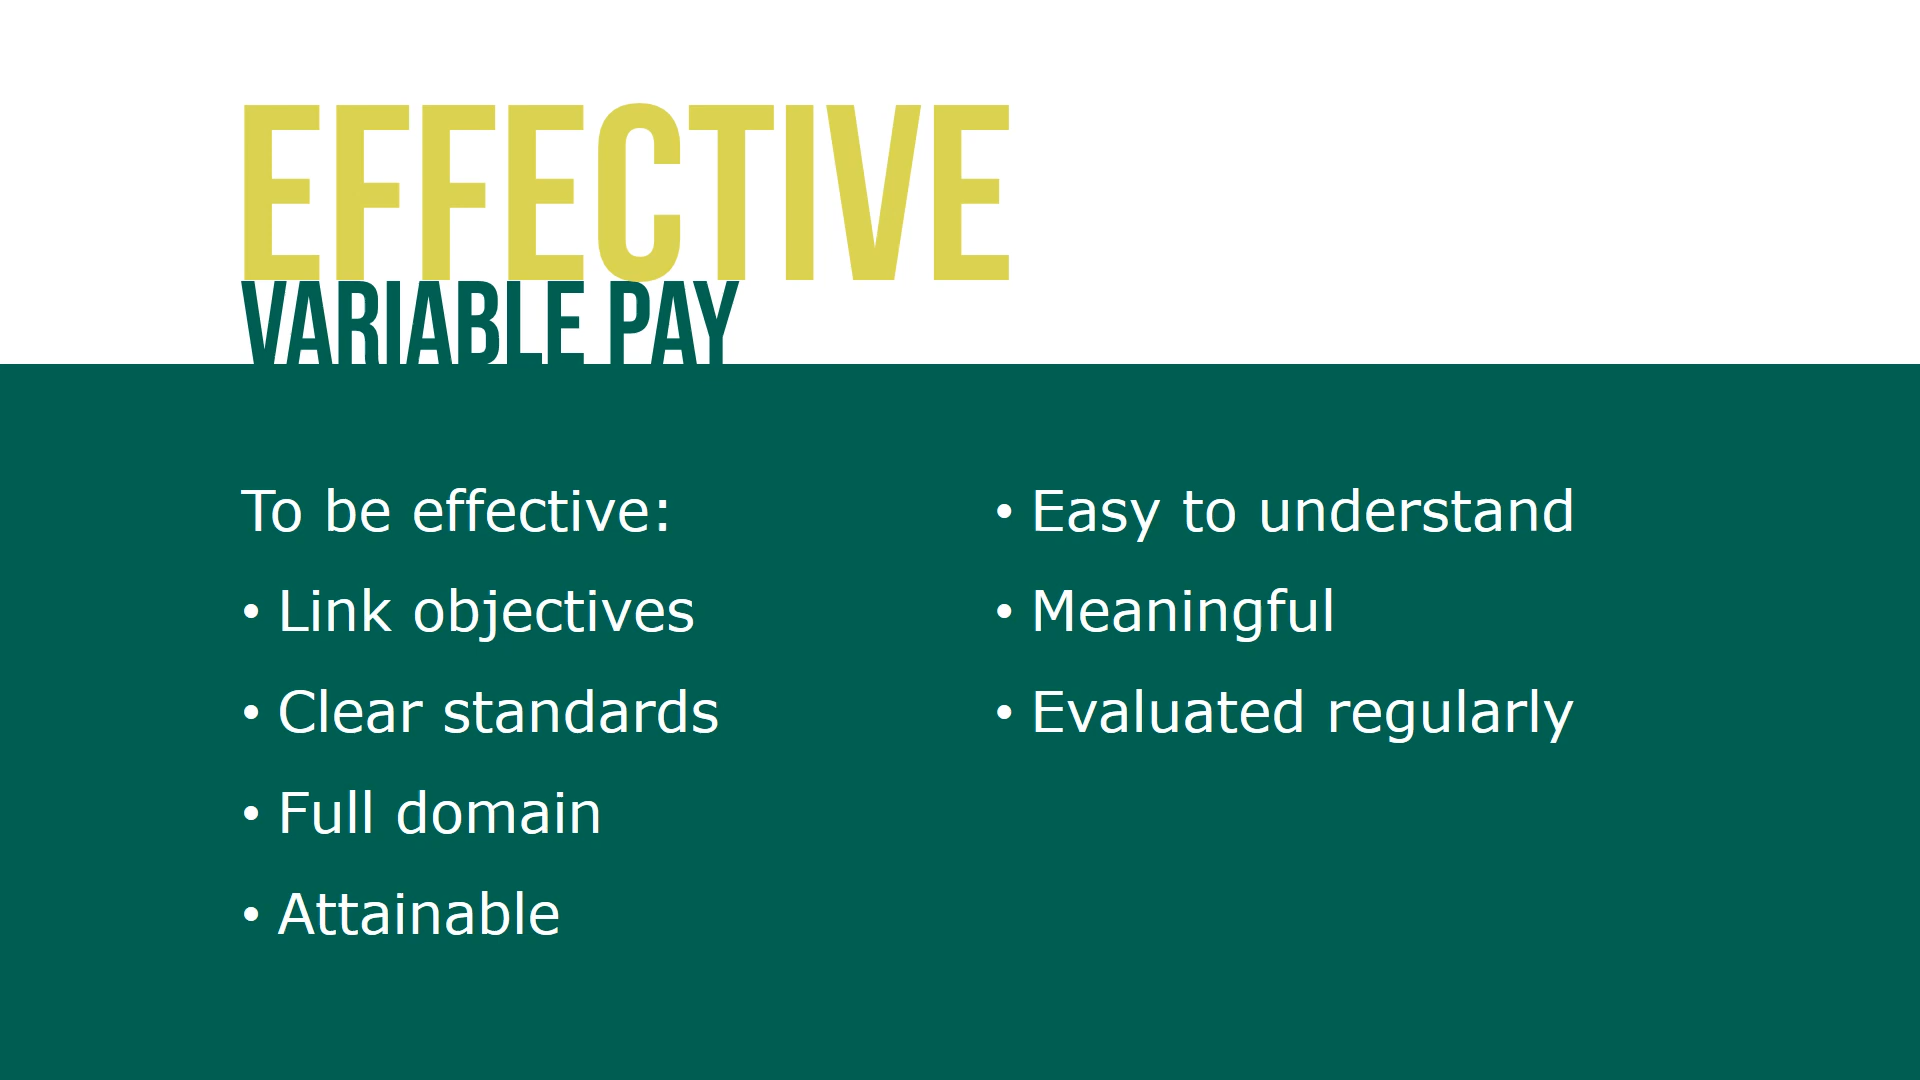 EFFECTIVE
VARIABLE PAY
To be effective:
• Link objectives
• Clear standards
• Full domain
• Attainable
• Easy to understand
• Meaningful
• Evaluated regularly